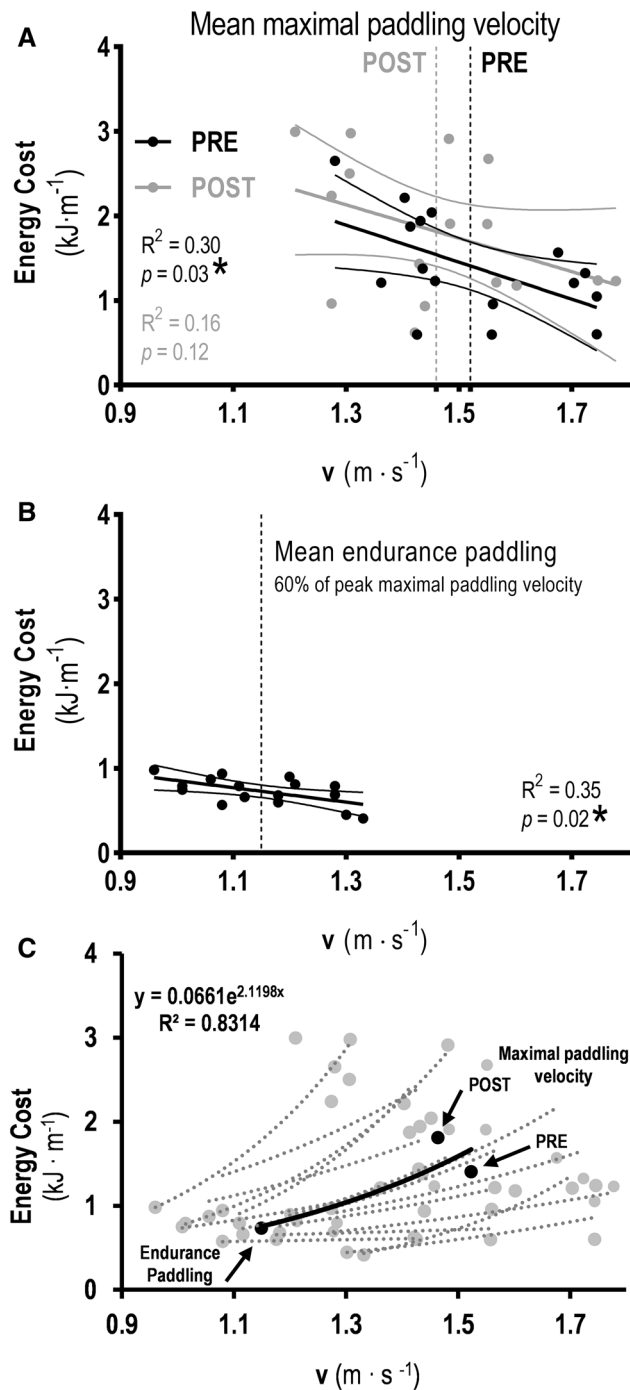 A
Mean maximal paddling velocity
POST PRE
4
3
2
1
0
Energy Cost
(kJ·m⁻¹)
PRE
POST
R² = 0.30
p = 0.03 *
R² = 0.16
p = 0.12
0.9 1.1 1.3 1.5 1.7
v (m · s⁻¹)
B
4
3
2
1
0
Energy Cost
(kJ·m⁻¹)
Mean endurance paddling
60% of peak maximal paddling velocity
R² = 0.35
p = 0.02 *
0.9 1.1 1.3 1.5 1.7
v (m · s⁻¹)
C
4
3
2
1
0
Energy Cost
(kJ · m⁻¹)
y = 0.0661e^2.1198x
R² = 0.8314
Maximal paddling
velocity
POST
PRE
Endurance
Paddling
0.9 1.1 1.3 1.5 1.7
v (m · s⁻¹)